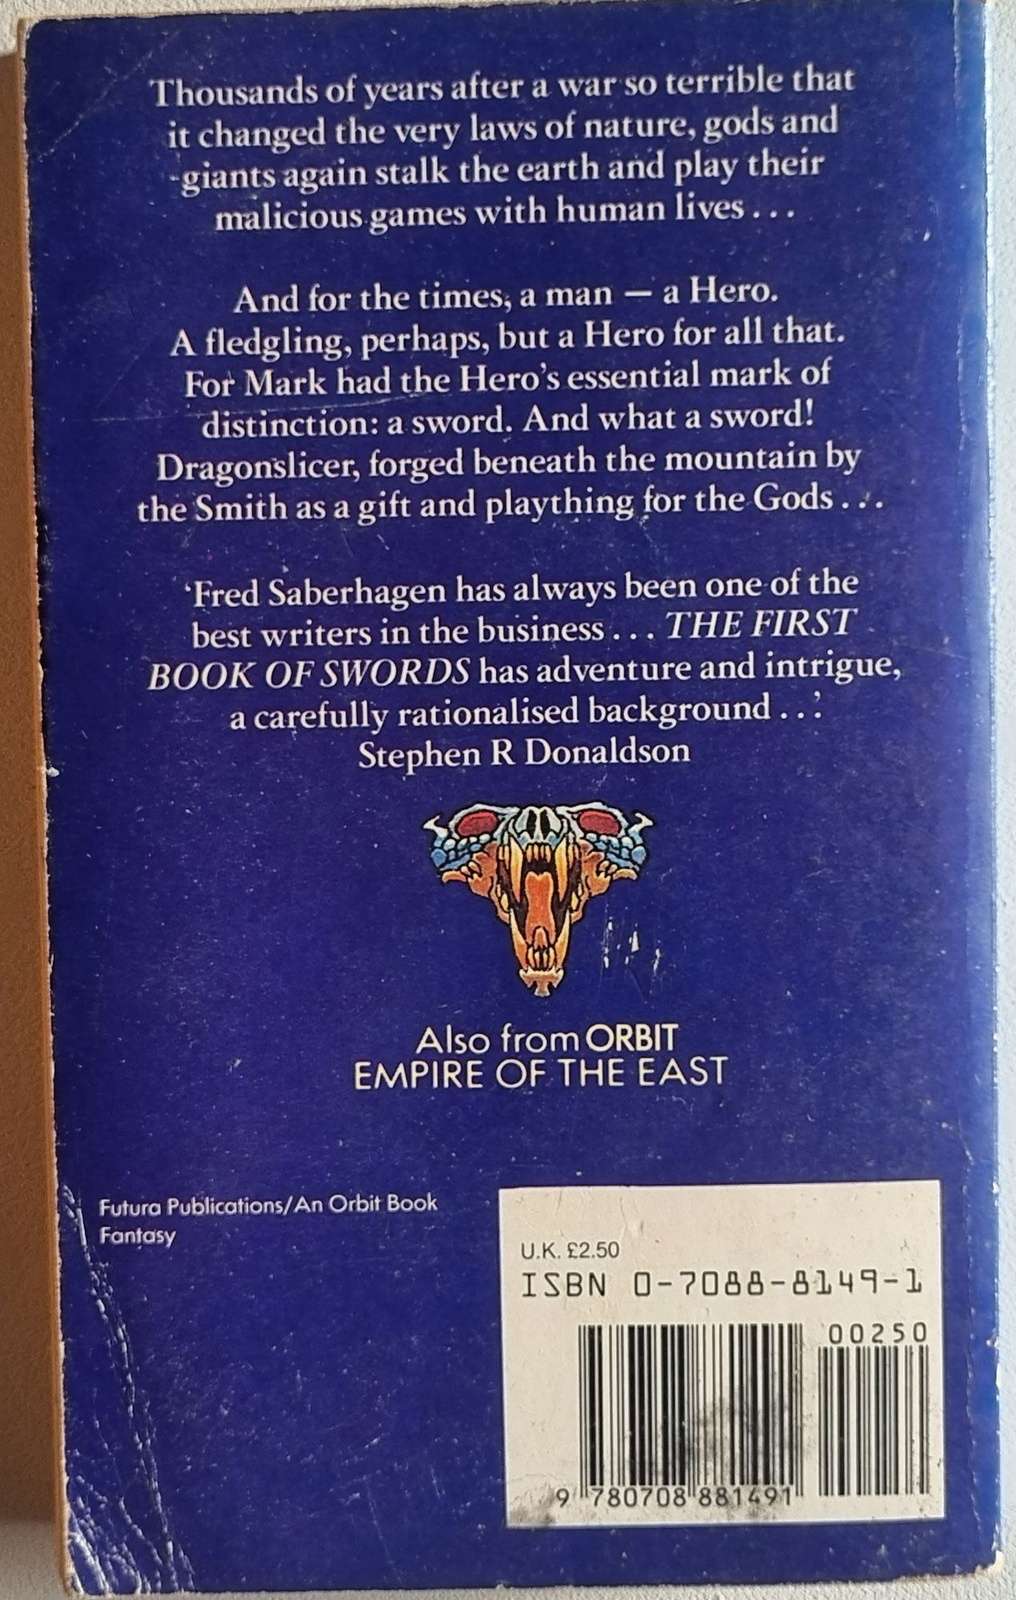 Thousands of years after a war so terrible that
it changed the very laws of nature, gods and
giants again stalk the earth and play their
malicious games with human lives . . .
And for the times, a man — a Hero.
A fledgling, perhaps, but a Hero for all that.
For Mark had the Hero's essential mark of
distinction: a sword. And what a sword!
Dragonslicer, forged beneath the mountain by
the Smith as a gift and plaything for the Gods . . .
'Fred Saberhagen has always been one of the
best writers in the business . . . THE FIRST
BOOK OF SWORDS has adventure and intrigue,
a carefully rationalised background . . .'
Stephen R Donaldson
Also from ORBIT
EMPIRE OF THE EAST
Futura Publications/An Orbit Book
Fantasy
U.K. £2.50
ISBN 0-7088-8149-1
00250
9 780708 881491